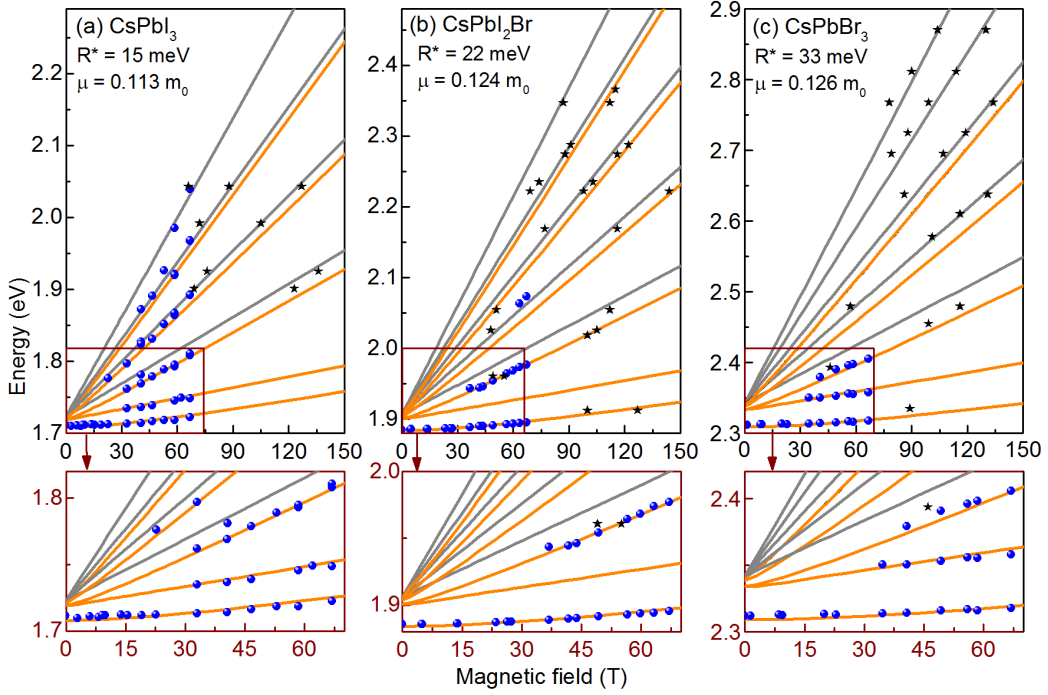 (a) CsPbI₃
R* = 15 meV
μ = 0.113 m₀
(b) CsPbI₂Br
R* = 22 meV
μ = 0.124 m₀
(c) CsPbBr₃
R* = 33 meV
μ = 0.126 m₀
Energy (eV)
2.2
2.1
2.0
1.9
1.8
1.7
2.4
2.3
2.2
2.1
2.0
1.9
2.9
2.8
2.7
2.6
2.5
2.4
2.3
0 30 60 90 120 150
0 30 60 90 120 150
0 30 60 90 120 150
1.8
1.7
2.0
1.9
2.4
2.3
0 15 30 45 60
0 15 30 45 60
0 15 30 45 60
Magnetic field (T)